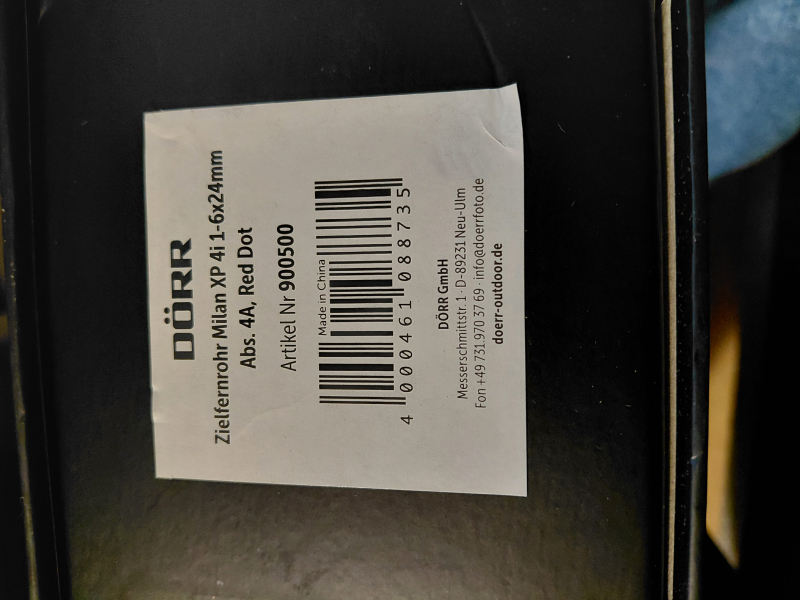 DÖRR
Zielfernrohr Milan XP 4i 1-6x24mm
Abs. 4A, Red Dot
Artikel Nr 900500
Made in China
4 000461 088735
DÖRR GmbH
Messerschmittstr. 1 · D-89231 Neu-Ulm
Fon +49 731.970 37 69 · info@doerrfoto.de
doerr-outdoor.de